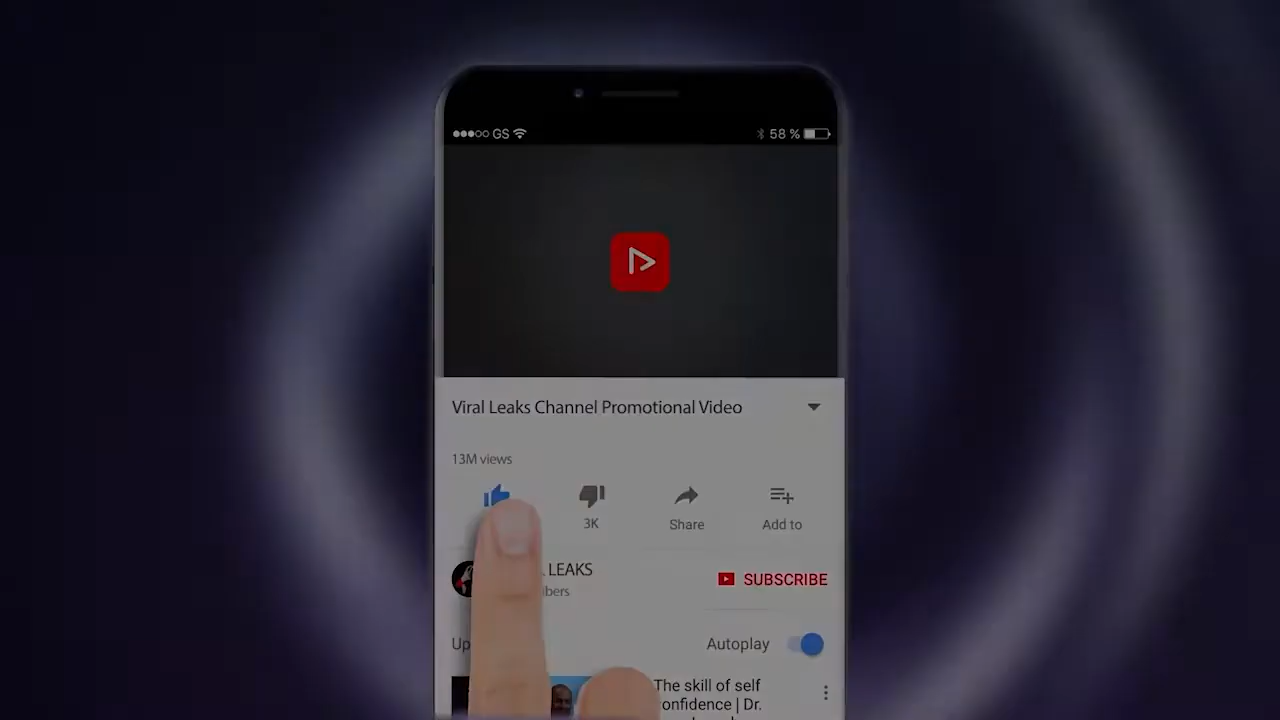 GS
58 %
Viral Leaks Channel Promotional Video
13M views
3K
Share
Add to
LEAKS
SUBSCRIBE
Up
Autoplay
The skill of self
onfidence | Dr.